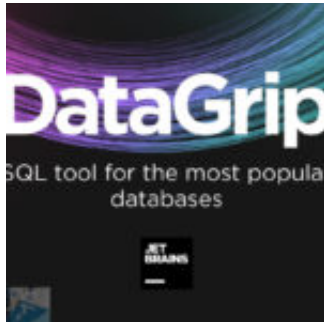 DataGrip
SQL tool for the most popula
databases
JET
BRAINS